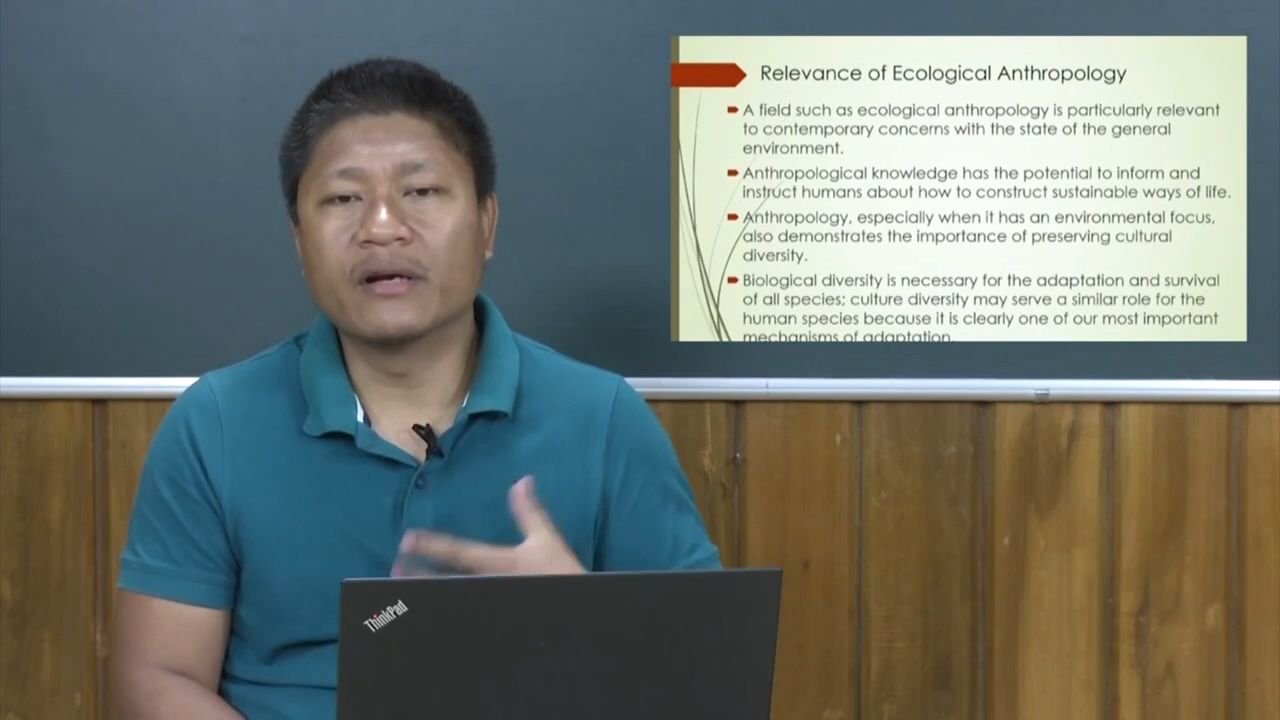 Relevance of Ecological Anthropology
A field such as ecological anthropology is particularly relevant
to contemporary concerns with the state of the general
environment.
Anthropological knowledge has the potential to inform and
instruct humans about how to construct sustainable ways of life.
Anthropology, especially when it has an environmental focus,
also demonstrates the importance of preserving cultural
diversity.
Biological diversity is necessary for the adaptation and survival
of all species; culture diversity may serve a similar role for the
human species because it is clearly one of our most important
mechanisms of adaptation.
ThinkPad